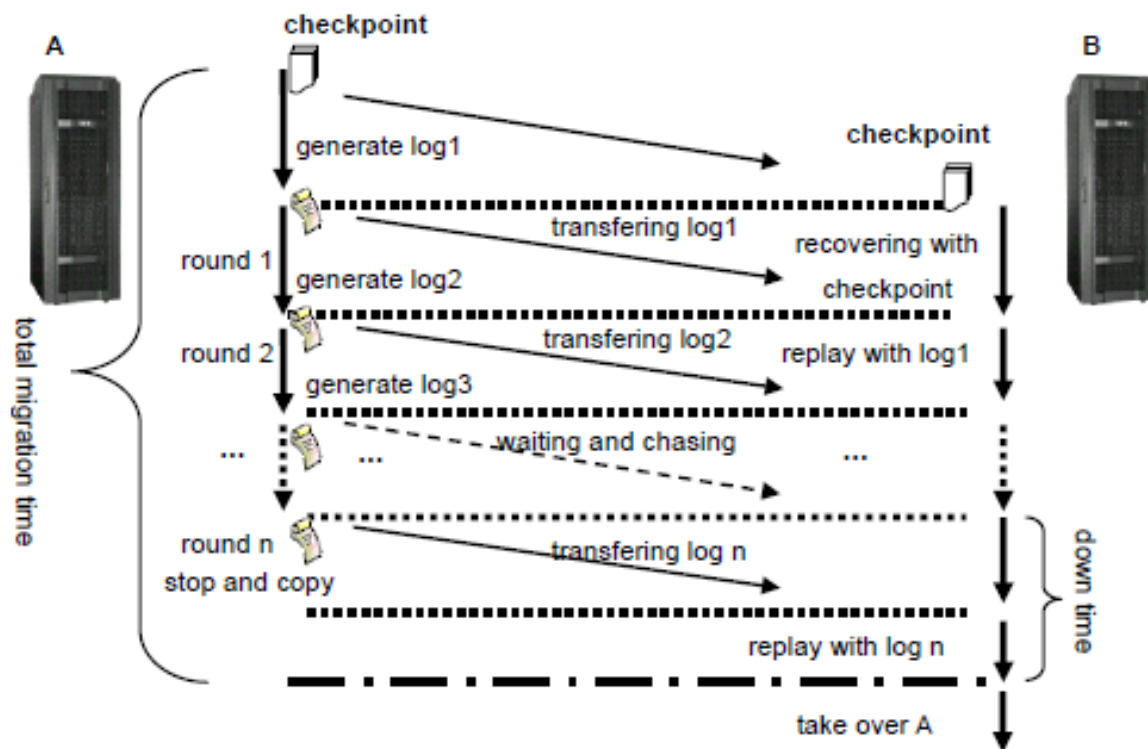 checkpoint
A
B
generate log1
checkpoint
transfering log1
recovering with
round 1
generate log2
checkpoint
transfering log2
round 2
replay with log1
generate log3
waiting and chasing
...
...
...
total migration time
round n
transfering log n
stop and copy
down time
replay with log n
take over A